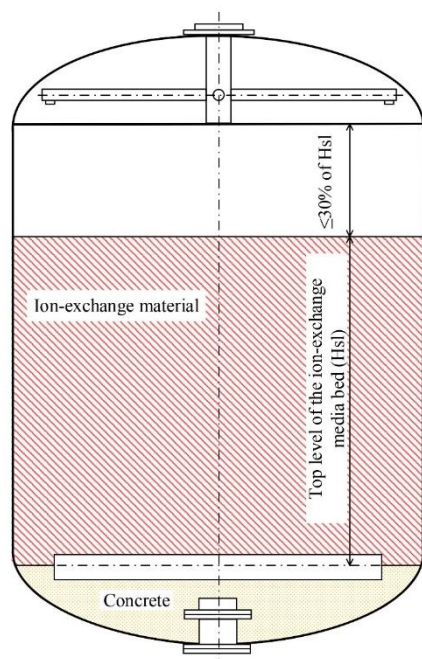 ≤30% of Hsl
Ion-exchange material
Top level of the ion-exchange
media bed (Hsl)
Concrete